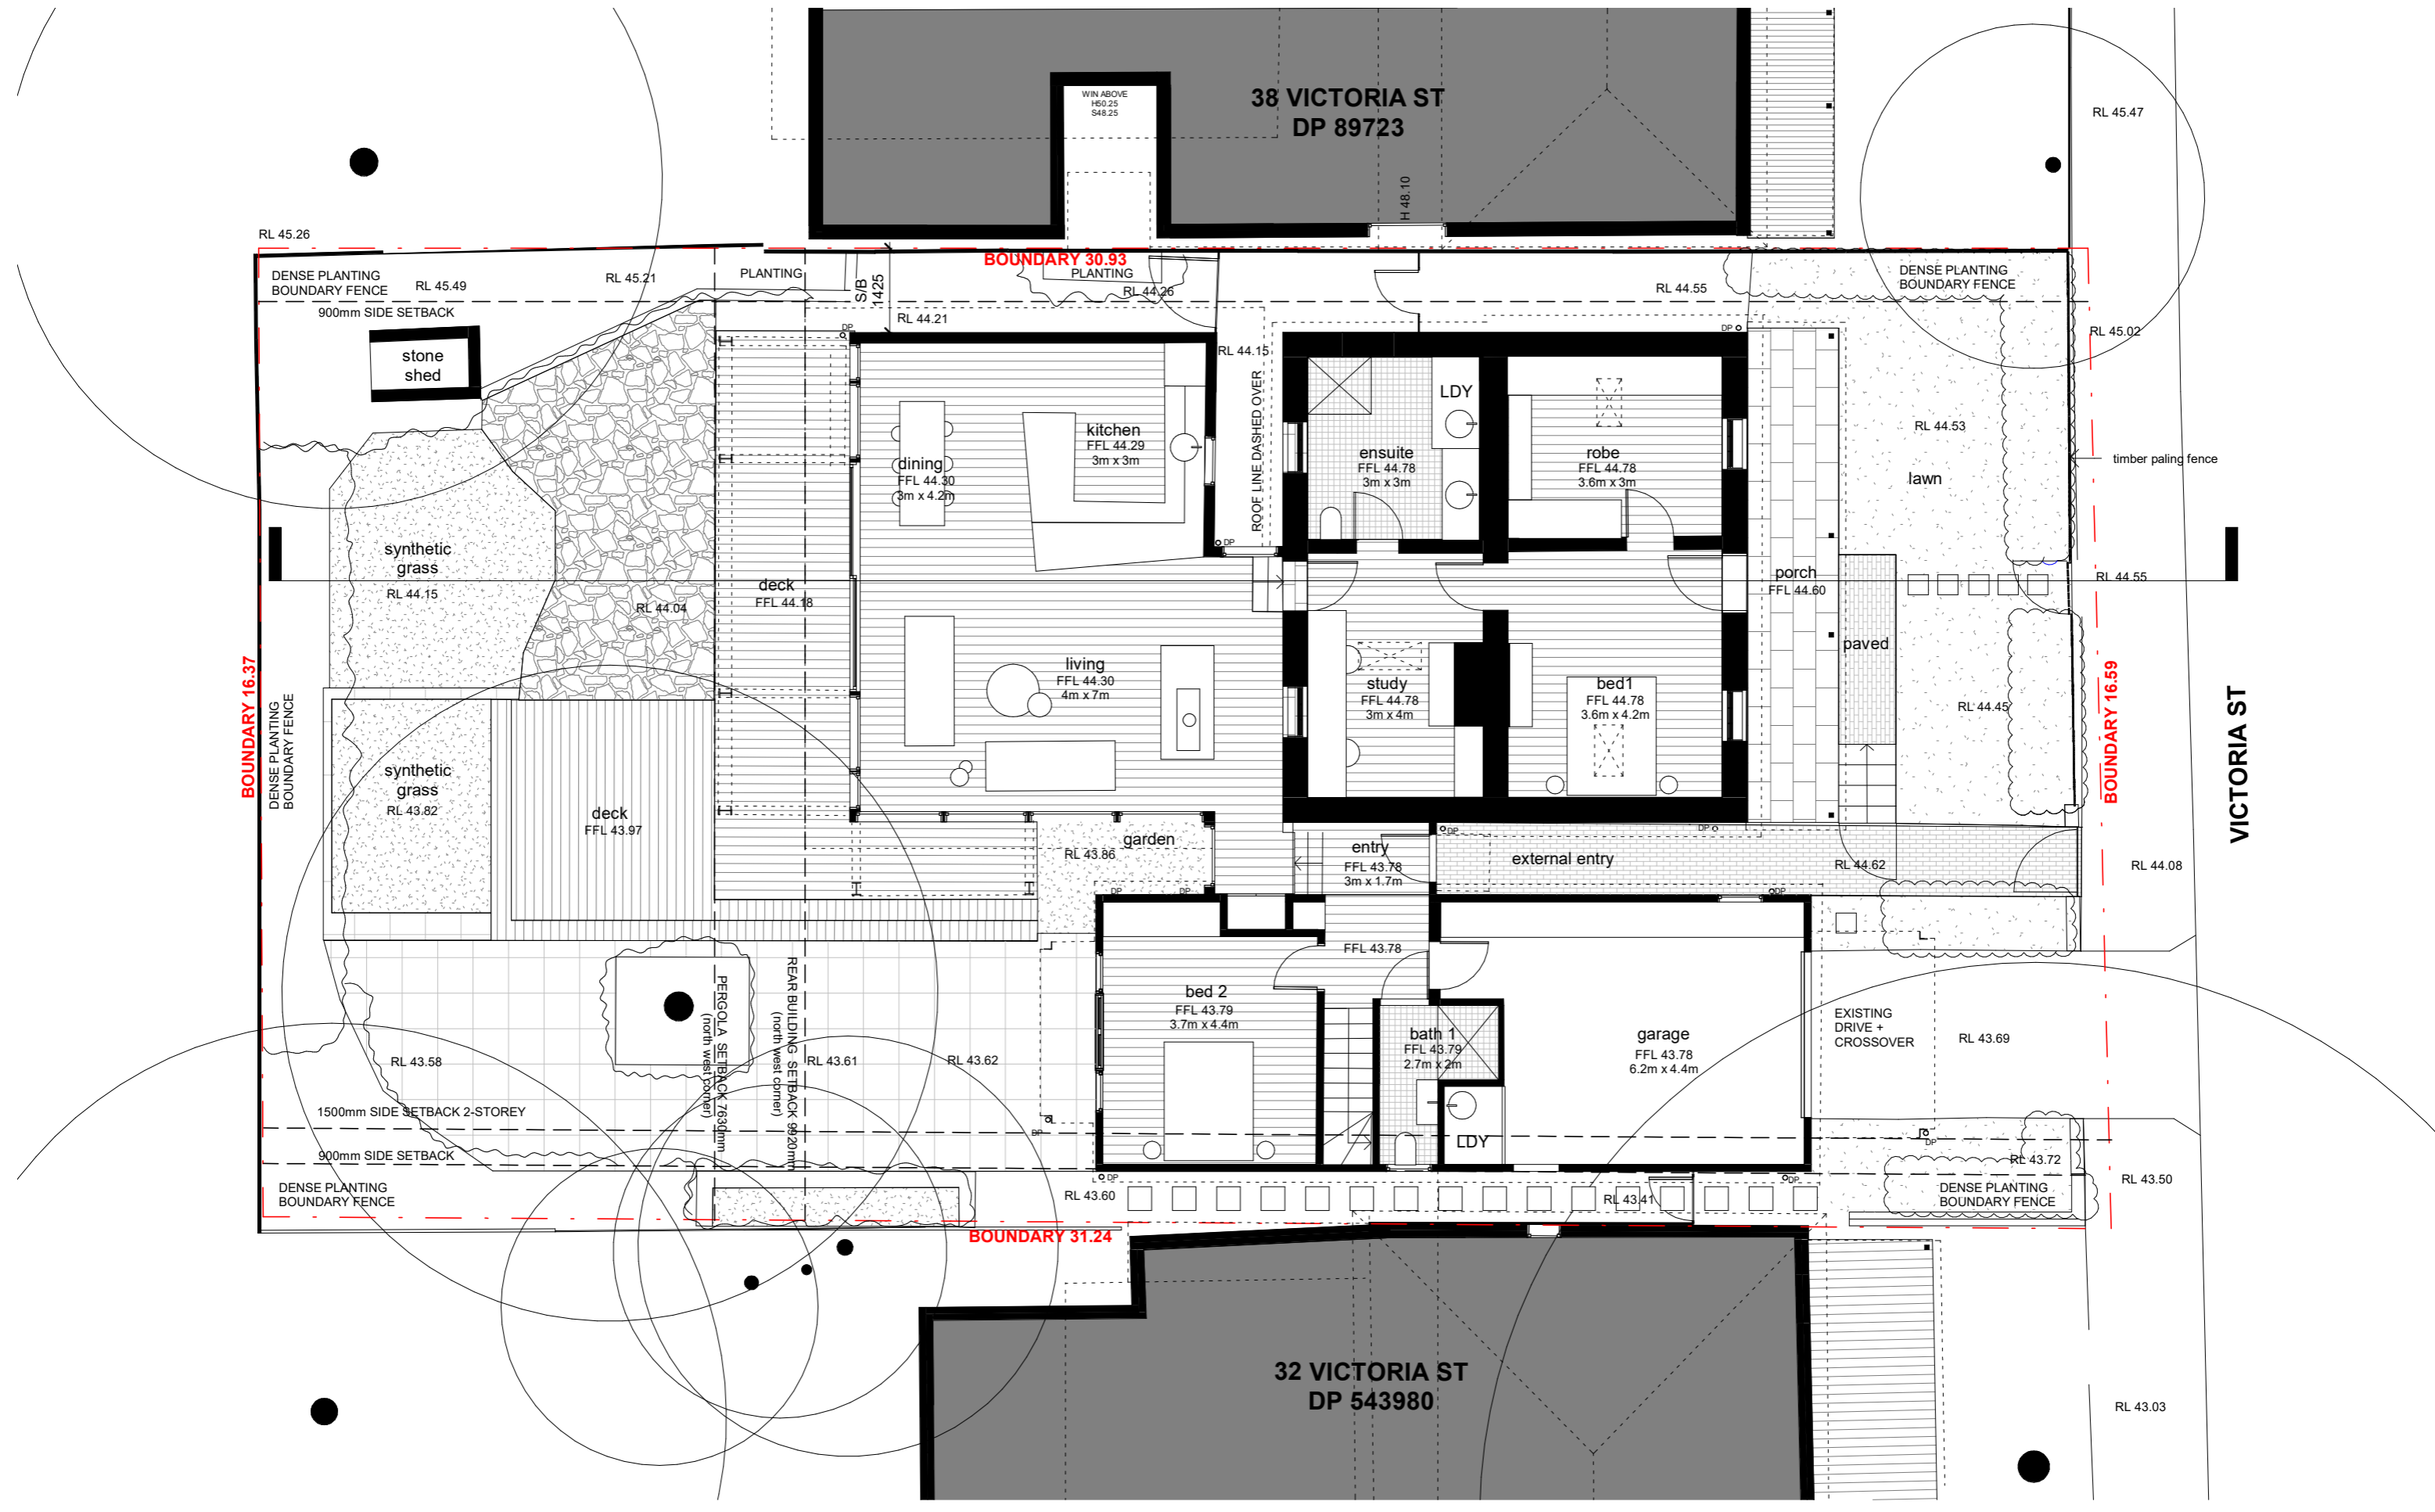 WIN ABOVE
H50.25
S48.25
38 VICTORIA ST
DP 89723
H 48.10
RL 45.47
RL 45.26
BOUNDARY 30.93
DENSE PLANTING
BOUNDARY FENCE
RL 45.49
RL 45.21
PLANTING
S/B
1425
PLANTING
RL 44.26
RL 44.55
DENSE PLANTING
BOUNDARY FENCE
900mm SIDE SETBACK
RL 44.21
DP
DP
RL 45.02
stone
shed
RL 44.15
ROOF LINE DASHED OVER
LDY
kitchen
FFL 44.29
3m x 3m
dining
FFL 44.30
3m x 4.2m
ensuite
FFL 44.78
3m x 3m
robe
FFL 44.78
3.6m x 3m
RL 44.53
lawn
timber paling fence
DP
synthetic
grass
RL 44.15
RL 44.04
deck
FFL 44.18
porch
FFL 44.60
RL 44.55
paved
BOUNDARY 16.37
DENSE PLANTING
BOUNDARY FENCE
living
FFL 44.30
4m x 7m
study
FFL 44.78
3m x 4m
bed1
FFL 44.78
3.6m x 4.2m
RL 44.45
BOUNDARY 16.59
VICTORIA ST
synthetic
grass
RL 43.82
deck
FFL 43.97
garden
RL 43.86
entry
FFL 43.78
3m x 1.7m
DP
DP
external entry
RL 44.62
RL 44.08
DP
DP
DP
FFL 43.78
bed 2
FFL 43.79
3.7m x 4.4m
bath 1
FFL 43.79
2.7m x 2m
garage
FFL 43.78
6.2m x 4.4m
EXISTING
DRIVE +
CROSSOVER
RL 43.69
PERGOLA SETBACK 7630mm
(north west corner)
REAR BUILDING SETBACK 9920mm
(north west corner)
RL 43.58
RL 43.61
RL 43.62
1500mm SIDE SETBACK 2-STOREY
DP
LDY
DP
900mm SIDE SETBACK
RL 43.72
DENSE PLANTING
BOUNDARY FENCE
DP
RL 43.60
RL 43.41
DP
DENSE PLANTING
BOUNDARY FENCE
RL 43.50
BOUNDARY 31.24
32 VICTORIA ST
DP 543980
RL 43.03